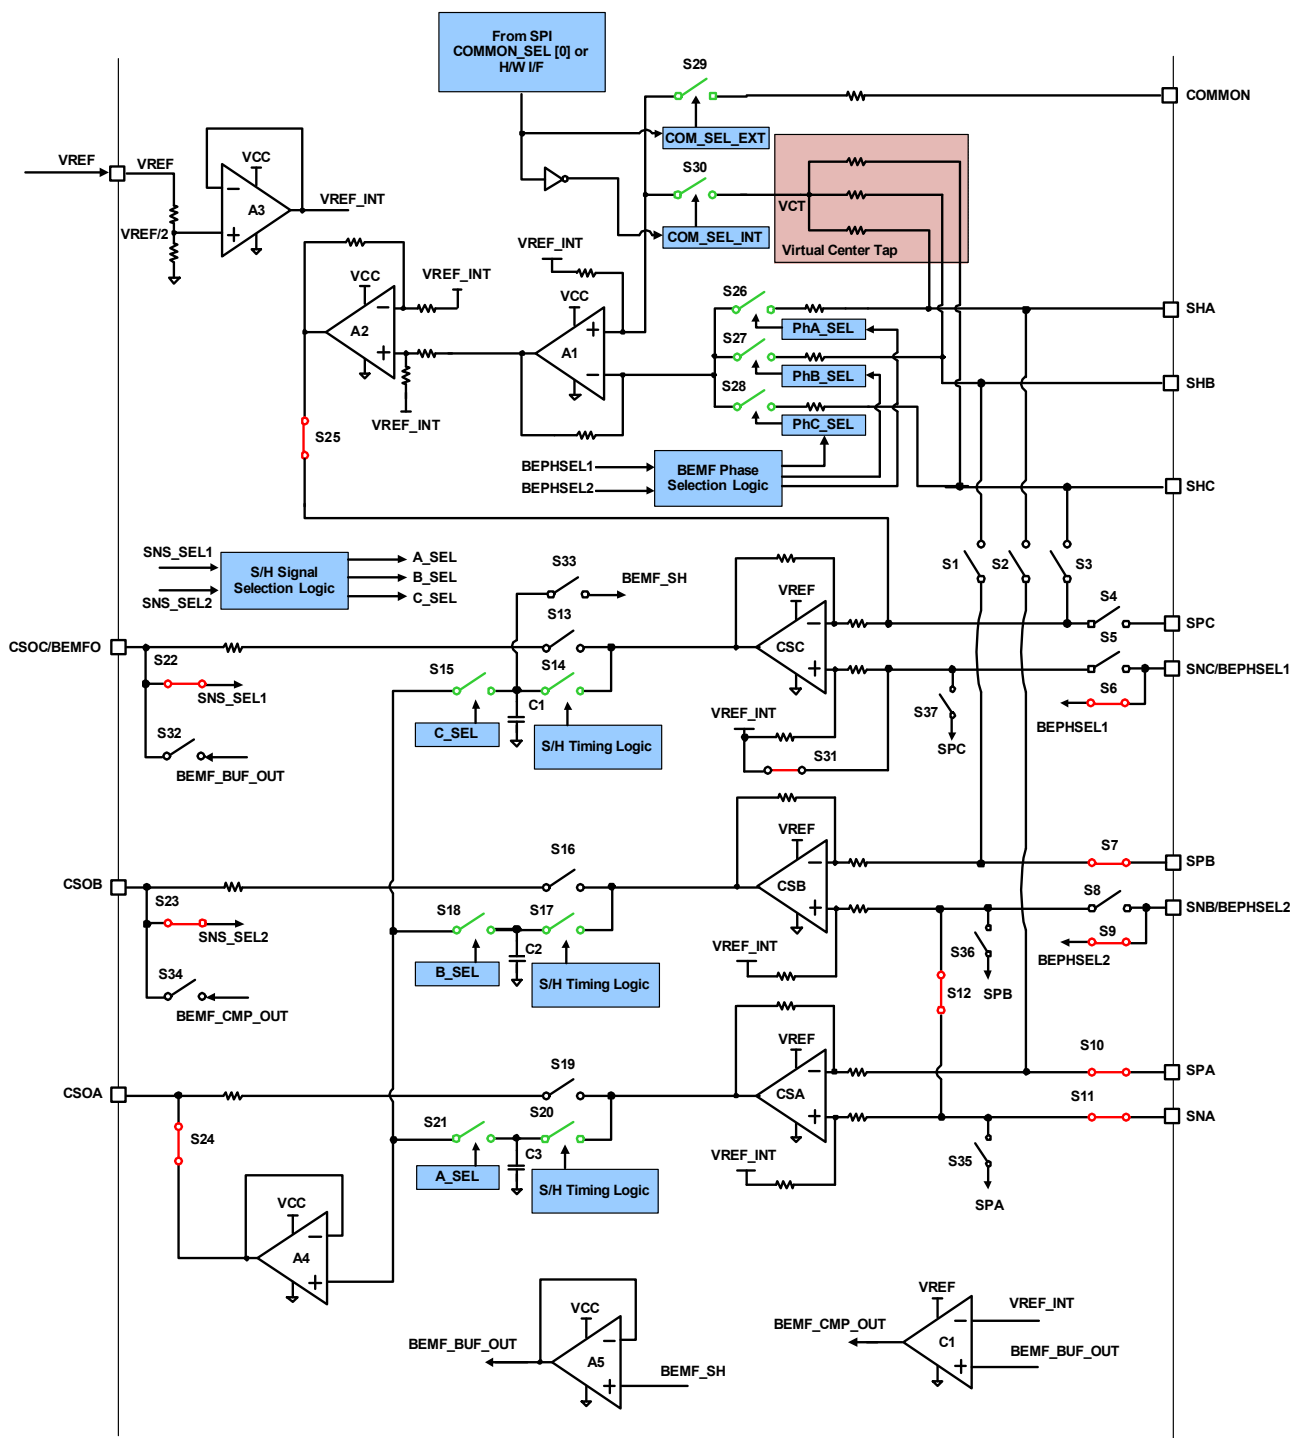 From SPI
COMMON_SEL [0] or
H/W I/F
S29
COMMON
COM_SEL_EXT
VREF
VREF
VCC
A3
VREF_INT
VREF/2
S30
VCT
COM_SEL_INT
Virtual Center Tap
VREF_INT
VCC
A2
VREF_INT
VCC
A1
VREF_INT
S26
SHA
PhA_SEL
S27
PhB_SEL
SHB
S28
PhC_SEL
S25
BEPHSEL1
BEPHSEL2
BEMF Phase
Selection Logic
SHC
SNS_SEL1
SNS_SEL2
S/H Signal
Selection Logic
A_SEL
B_SEL
C_SEL
S33
BEMF_SH
S1
S2
S3
S4
SPC
S13
VREF
CSC
CSOC/BEMFO
S22
SNS_SEL1
S15
S14
C1
C_SEL
S/H Timing Logic
S5
SNC/BEPHSEL1
S6
BEPHSEL1
S37
SPC
VREF_INT
S31
S32
BEMF_BUF_OUT
S16
VREF
CSB
S7
SPB
CSOB
S23
SNS_SEL2
S18
S17
C2
B_SEL
S/H Timing Logic
S8
SNB/BEPHSEL2
S9
BEPHSEL2
S36
SPB
VREF_INT
S12
S34
BEMF_CMP_OUT
S19
VREF
CSA
S10
SPA
CSOA
S24
S21
S20
C3
A_SEL
S/H Timing Logic
S11
SNA
VREF_INT
S35
SPA
VCC
A4
BEMF_BUF_OUT
VCC
A5
BEMF_SH
BEMF_CMP_OUT
VREF
C1
VREF_INT
BEMF_BUF_OUT